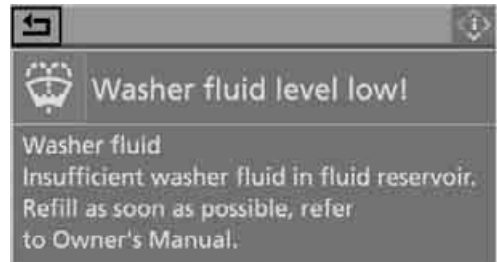 Washer fluid level low!
Washer fluid
Insufficient washer fluid in fluid reservoir.
Refill as soon as possible, refer
to Owner's Manual.